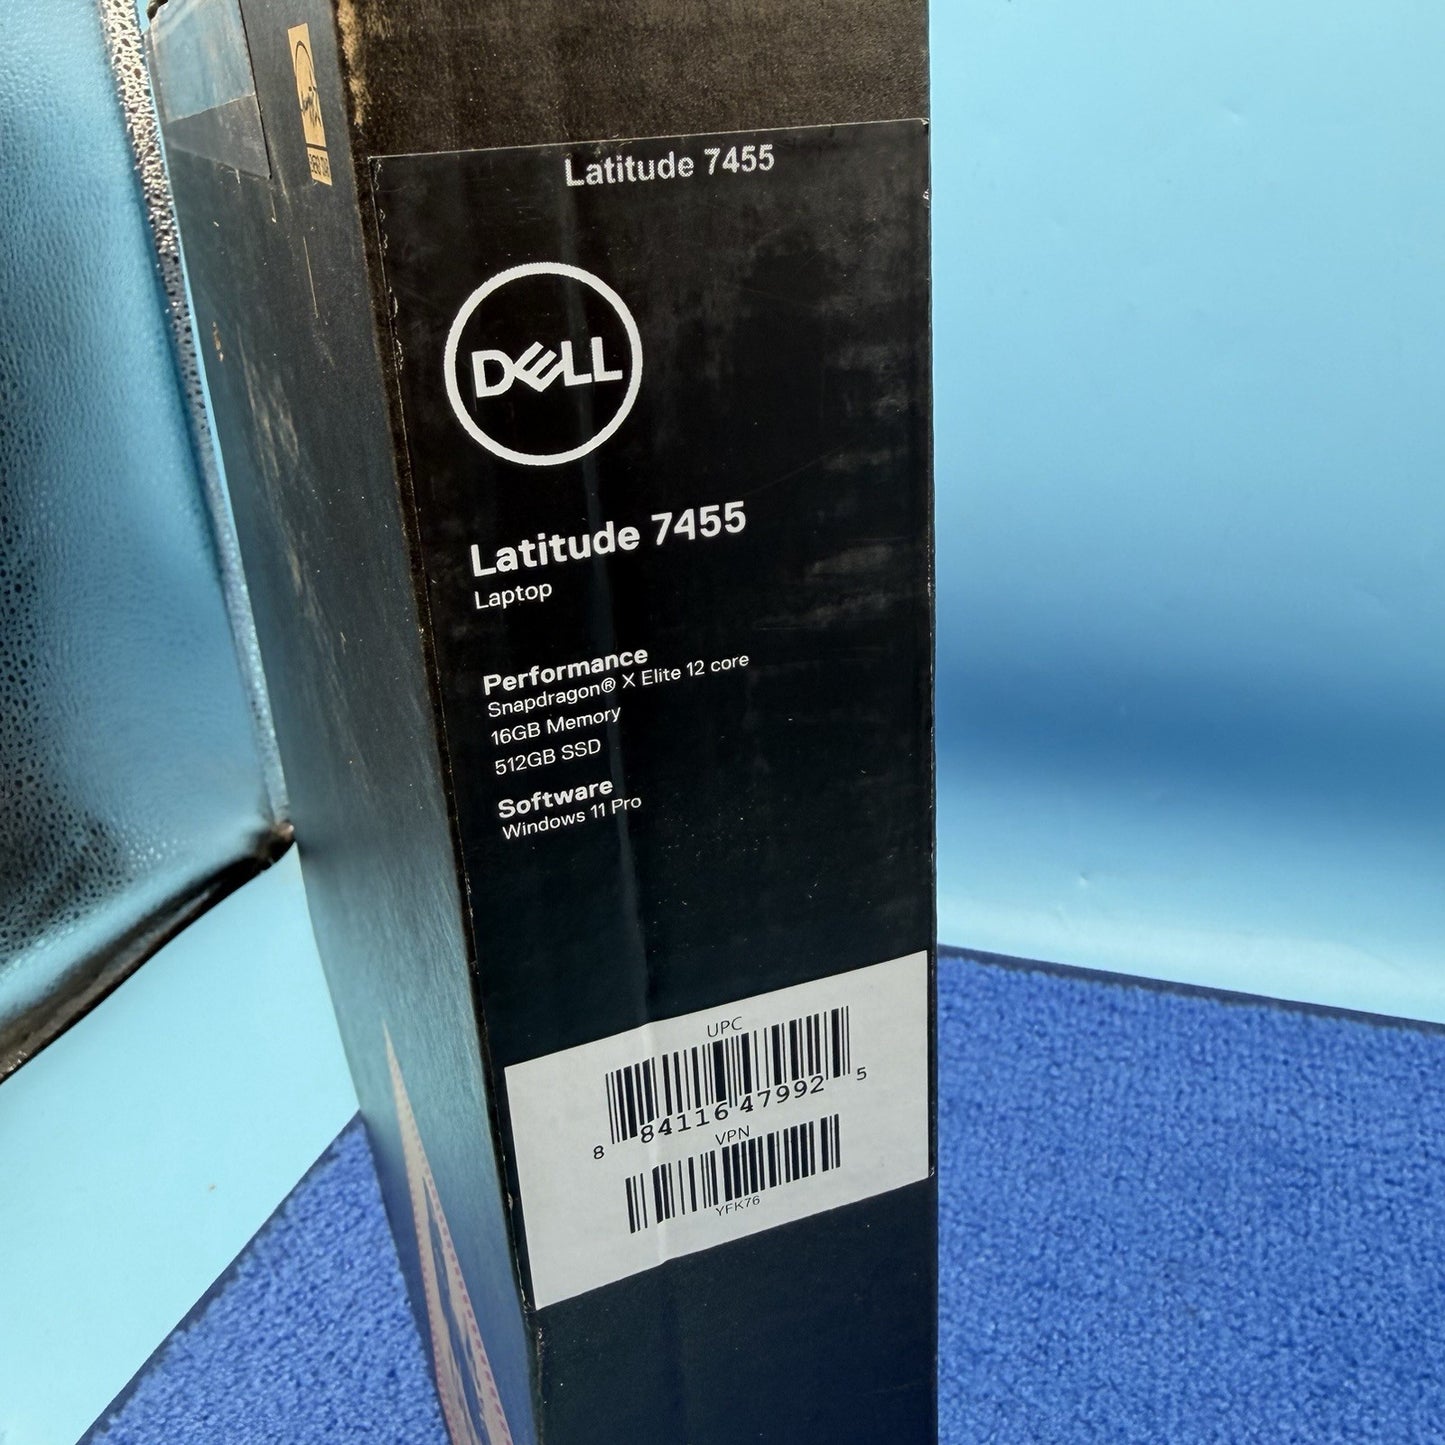 Latitude 7455
DELL
Latitude 7455
Laptop
Performance
Snapdragon® X Elite 12 core
16GB Memory
512GB SSD
Software
Windows 11 Pro
UPC
8 84116 47992 5
VPN
YFK76